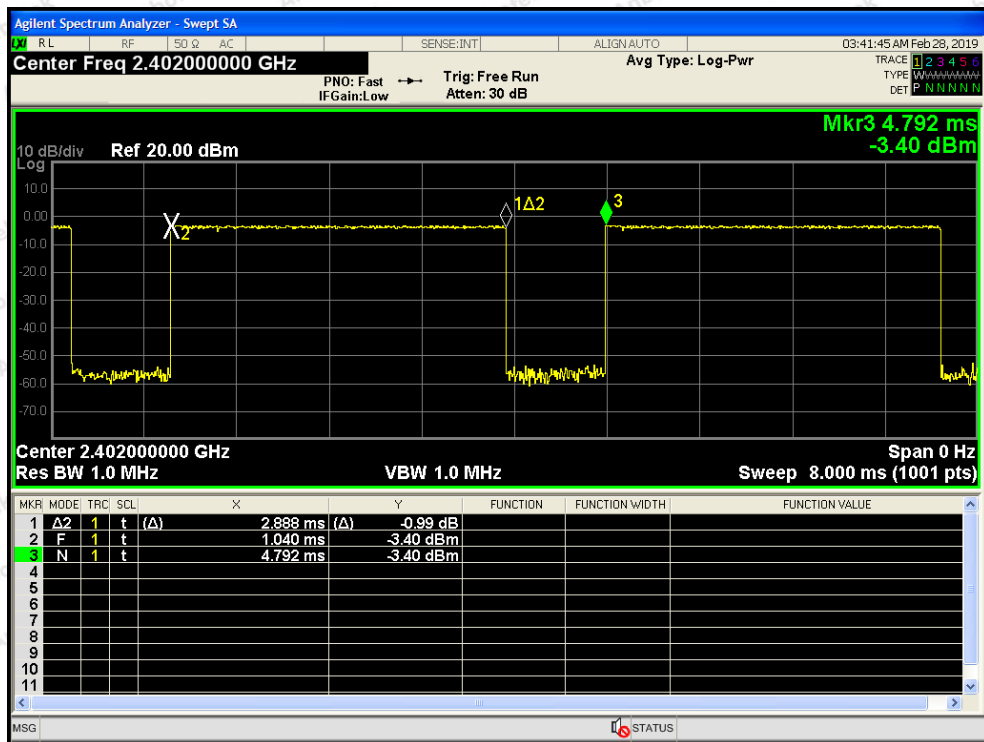 Agilent Spectrum Analyzer - Swept SA
LXI RL RF 50 Ω AC SENSE:INT ALIGN AUTO 03:41:45 AM Feb 28, 2019
Center Freq 2.402000000 GHz Avg Type: Log-Pwr TRACE 1 2 3 4 5 6
PNO: Fast Trig: Free Run TYPE WWWWWW
IFGain:Low Atten: 30 dB DET P N N N N N
Mkr3 4.792 ms
10 dB/div Ref 20.00 dBm -3.40 dBm
Log
10.0
1Δ2 3
0.00
2
-10.0
-20.0
-30.0
-40.0
-50.0
-60.0
-70.0
Center 2.402000000 GHz Span 0 Hz
Res BW 1.0 MHz VBW 1.0 MHz Sweep 8.000 ms (1001 pts)
MKR MODE TRC SCL X Y FUNCTION FUNCTION WIDTH FUNCTION VALUE
1 Δ2 1 t (Δ) 2.888 ms (Δ) -0.99 dB
2 F 1 t 1.040 ms -3.40 dBm
3 N 1 t 4.792 ms -3.40 dBm
4
5
6
7
8
9
10
11
MSG STATUS